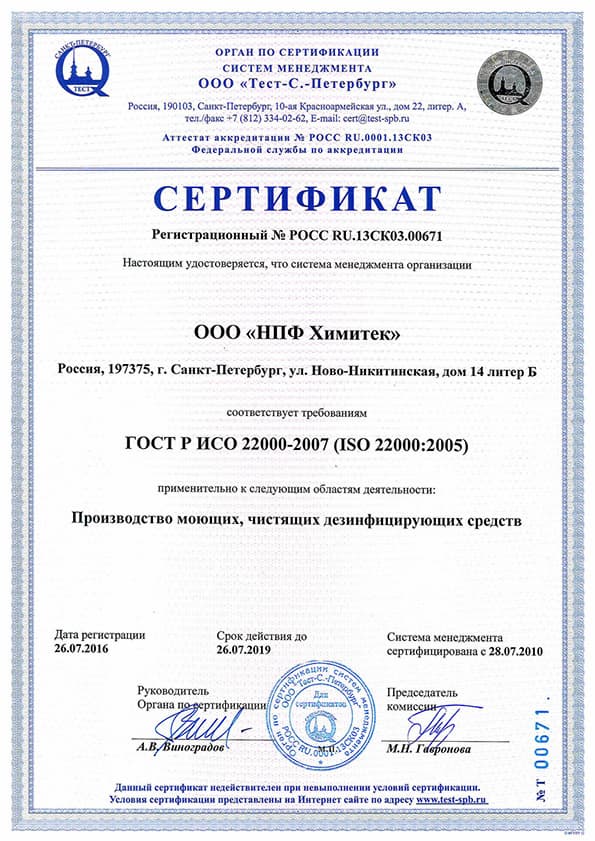 САНКТ-ПЕТЕРБУРГ
ТЕСТ
ОРГАН ПО СЕРТИФИКАЦИИ
СИСТЕМ МЕНЕДЖМЕНТА
ООО «Тест-С.-Петербург»
Россия, 190103, Санкт-Петербург, 10-ая Красноармейская ул., дом 22, литер. А,
тел./факс +7 (812) 334-02-62, E-mail: cert@test-spb.ru
Аттестат аккредитации № РОСС RU.0001.13СК03
Федеральной службы по аккредитации
СЕРТИФИКАТ
Регистрационный № РОСС RU.13СК03.00671
Настоящим удостоверяется, что система менеджмента организации
ООО «НПФ Химитек»
Россия, 197375, г. Санкт-Петербург, ул. Ново-Никитинская, дом 14 литер Б
соответствует требованиям
ГОСТ Р ИСО 22000-2007 (ISO 22000:2005)
применительно к следующим областям деятельности:
Производство моющих, чистящих дезинфицирующих средств
Дата регистрации
26.07.2016
Срок действия до
26.07.2019
Система менеджмента
сертифицирована с 28.07.2010
Руководитель
Органа по сертификации
А.В. Виноградов
Орган по сертификации систем менеджмента
ООО "Тест-С.-Петербург"
Для
сертификатов
РОСС RU.0001.13СК03
М.П.
Председатель
комиссии
М.Н. Гавронова
№ Т 00671.
Данный сертификат недействителен при невыполнении условий сертификации.
Условия сертификации представлены на Интернет сайте по адресу www.test-spb.ru